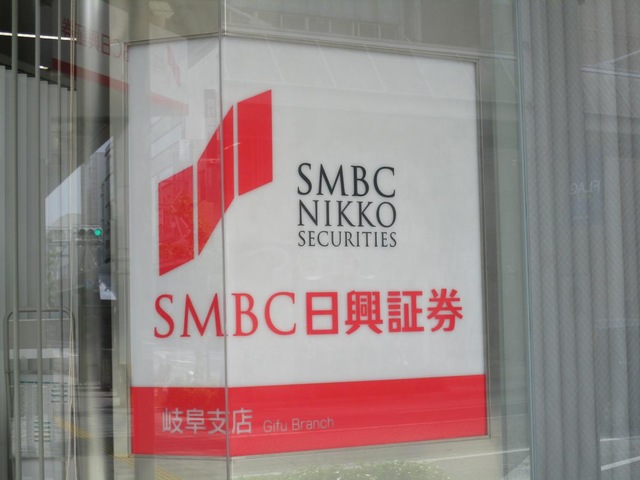 SMBC
NIKKO
SECURITIES
SMBC日興証券
岐阜支店 Gifu Branch